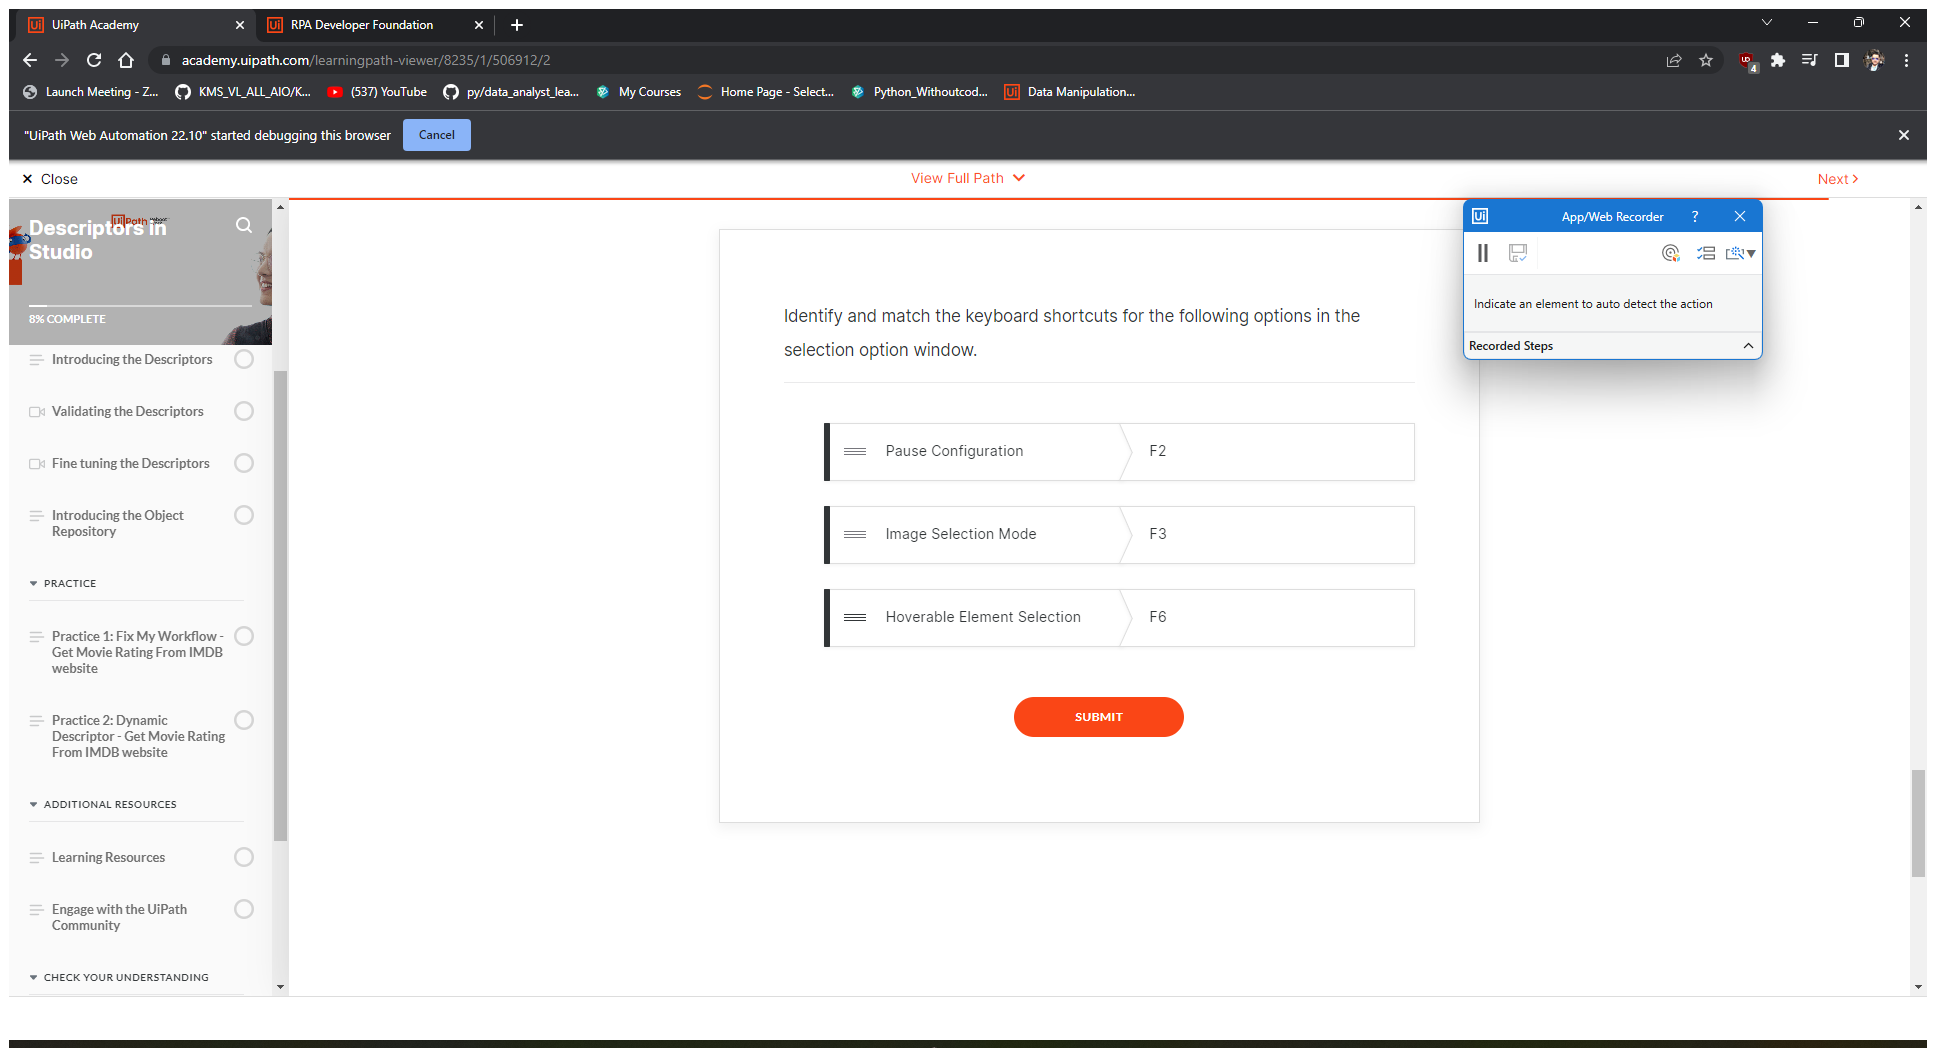 UiPath Academy
RPA Developer Foundation
academy.uipath.com/learningpath-viewer/8235/1/506912/2
4
Launch Meeting - Z...
KMS_VL_ALL_AIO/K...
(537) YouTube
py/data_analyst_lea...
My Courses
Home Page - Select...
Python_Withoutcod...
Data Manipulation...
"UiPath Web Automation 22.10" started debugging this browser
Cancel
Close
View Full Path
Next
UiPath
Descriptors in
Studio
8% COMPLETE
Introducing the Descriptors
Validating the Descriptors
Fine tuning the Descriptors
Introducing the Object
Repository
PRACTICE
Practice 1: Fix My Workflow -
Get Movie Rating From IMDB
website
Practice 2: Dynamic
Descriptor - Get Movie Rating
From IMDB website
ADDITIONAL RESOURCES
Learning Resources
Engage with the UiPath
Community
CHECK YOUR UNDERSTANDING
Identify and match the keyboard shortcuts for the following options in the
selection option window.
Pause Configuration
F2
Image Selection Mode
F3
Hoverable Element Selection
F6
SUBMIT
Ui
App/Web Recorder
?
Indicate an element to auto detect the action
Recorded Steps